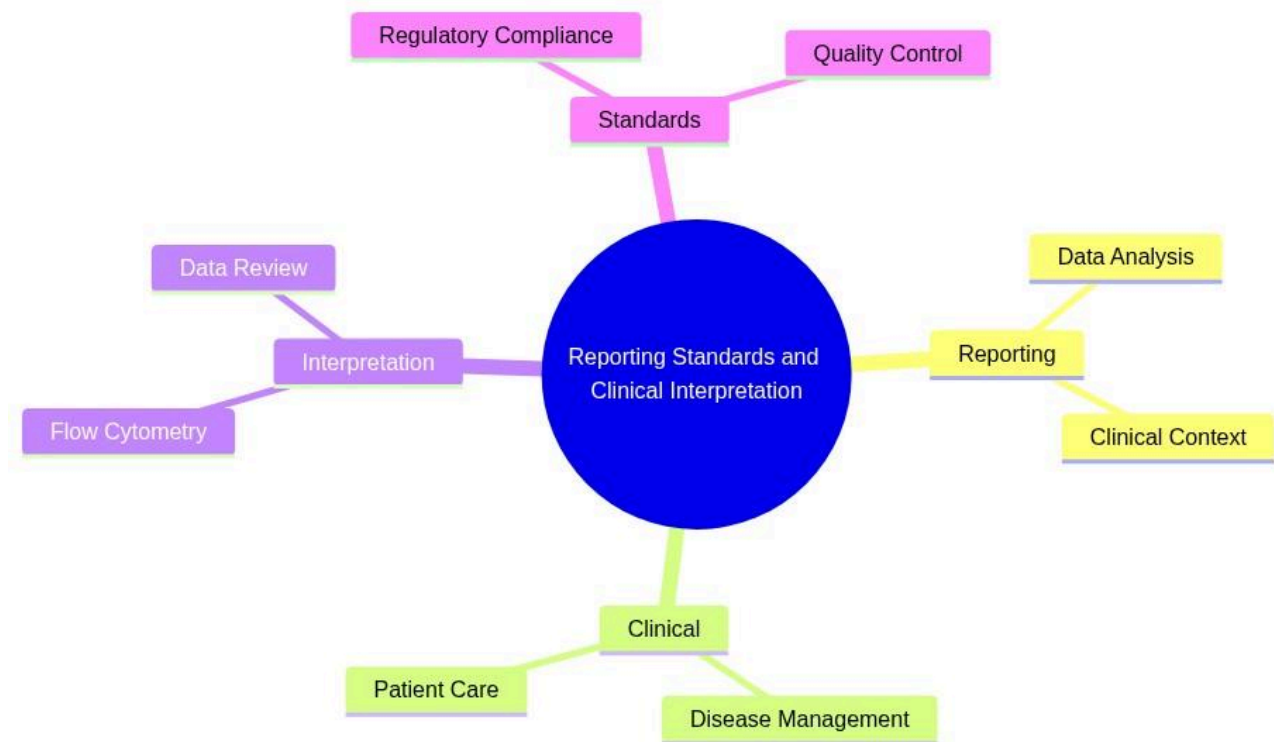 Regulatory Compliance
Quality Control
Standards
Data Review
Data Analysis
Interpretation
Reporting Standards and
Clinical Interpretation
Reporting
Flow Cytometry
Clinical Context
Clinical
Patient Care
Disease Management